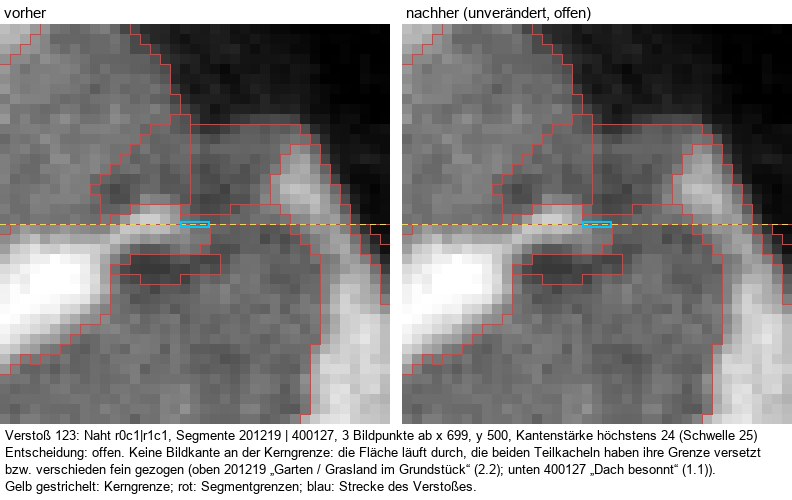 vorher
nachher (unverändert, offen)
Verstoß 123: Naht r0c1|r1c1, Segmente 201219 | 400127, 3 Bildpunkte ab x 699, y 500, Kantenstärke höchstens 24 (Schwelle 25)
Entscheidung: offen. Keine Bildkante an der Kerngrenze: die Fläche läuft durch, die beiden Teilkacheln haben ihre Grenze versetzt
bzw. verschieden fein gezogen (oben 201219 „Garten / Grasland im Grundstück“ (2.2); unten 400127 „Dach besonnt“ (1.1)).
Gelb gestrichelt: Kerngrenze; rot: Segmentgrenzen; blau: Strecke des Verstoßes.